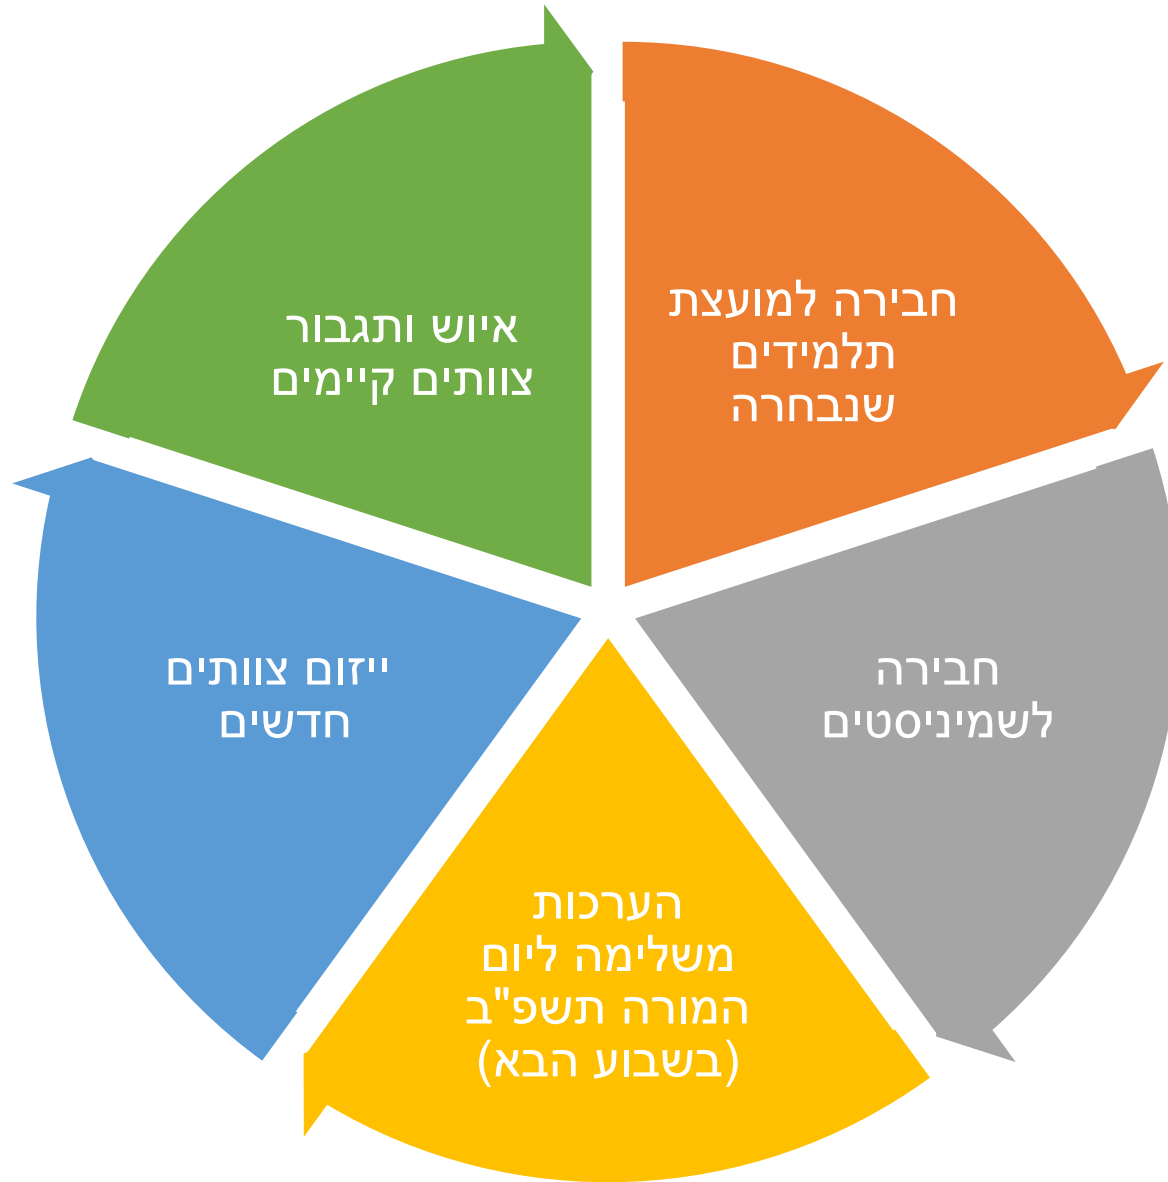 חבירה למועצת
תלמידים
שנבחרה
חבירה
לשמיניסטים
הערכות
משלימה ליום
המורה תשפ"ב
(בשבוע הבא)
ייזום צוותים
חדשים
איוש ותגבור
צוותים קיימים